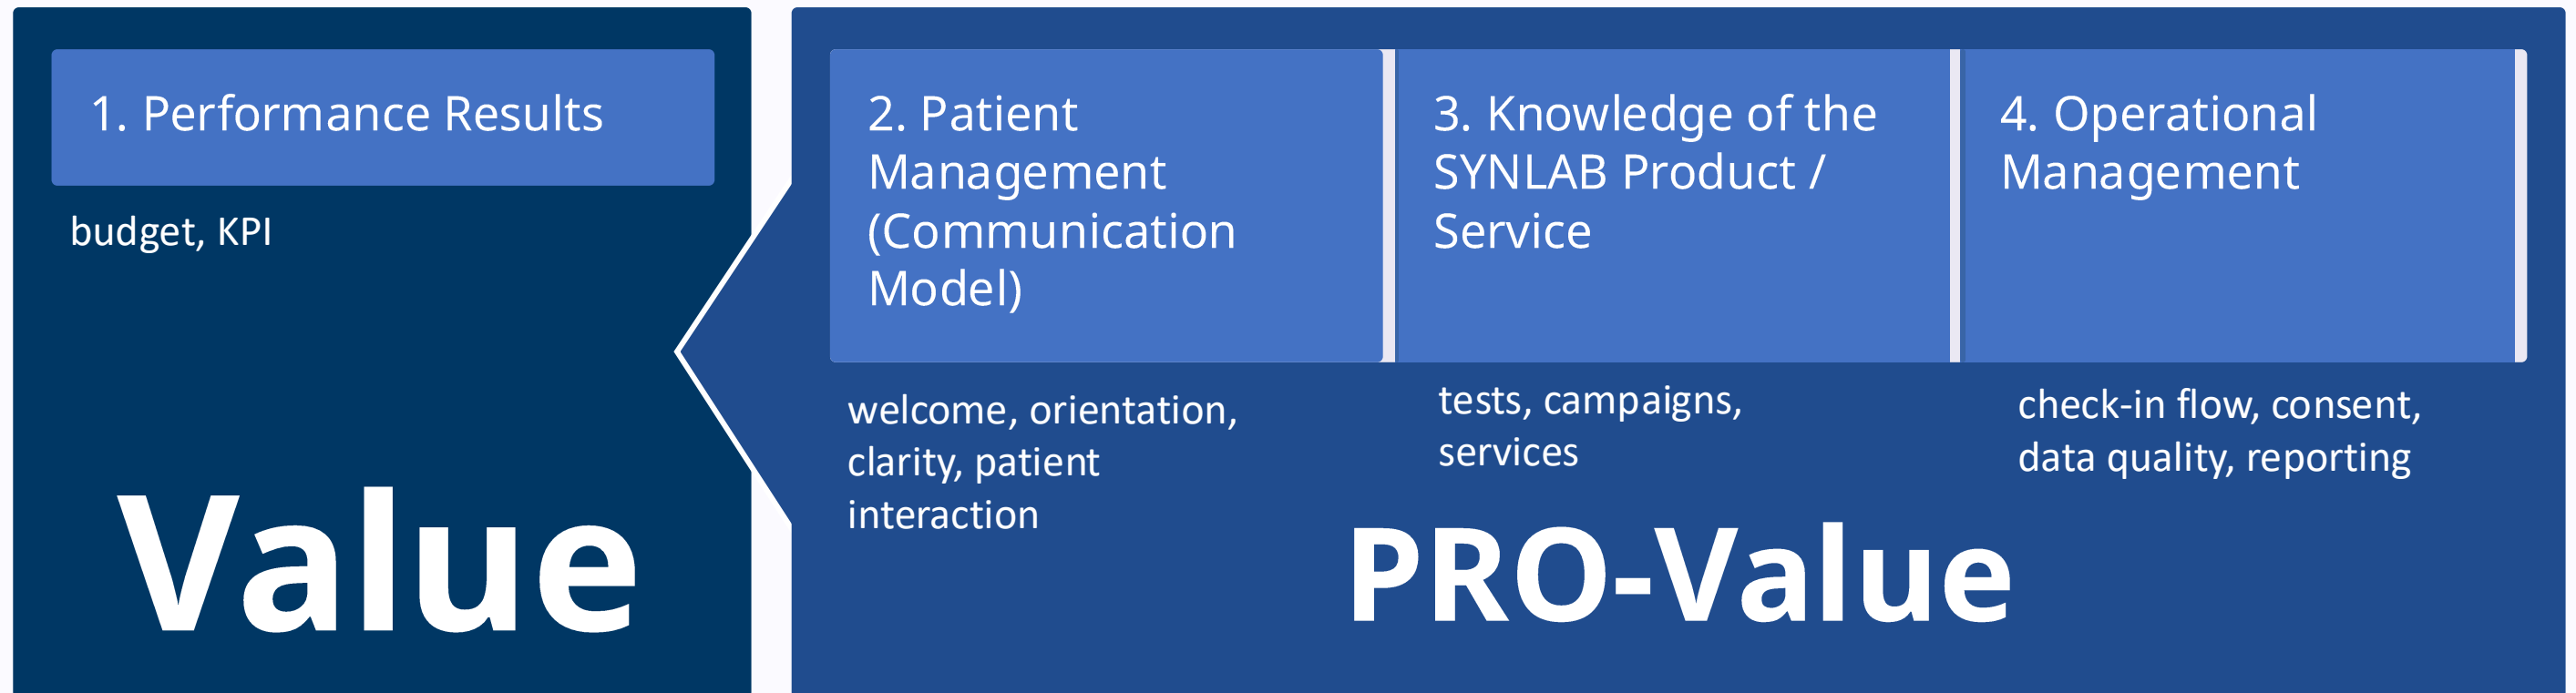 1. Performance Results
budget, KPI
Value
2. Patient
Management
(Communication
Model)
welcome, orientation,
clarity, patient
interaction
3. Knowledge of the
SYNLAB Product /
Service
tests, campaigns,
services
4. Operational
Management
check-in flow, consent,
data quality, reporting
PRO-Value